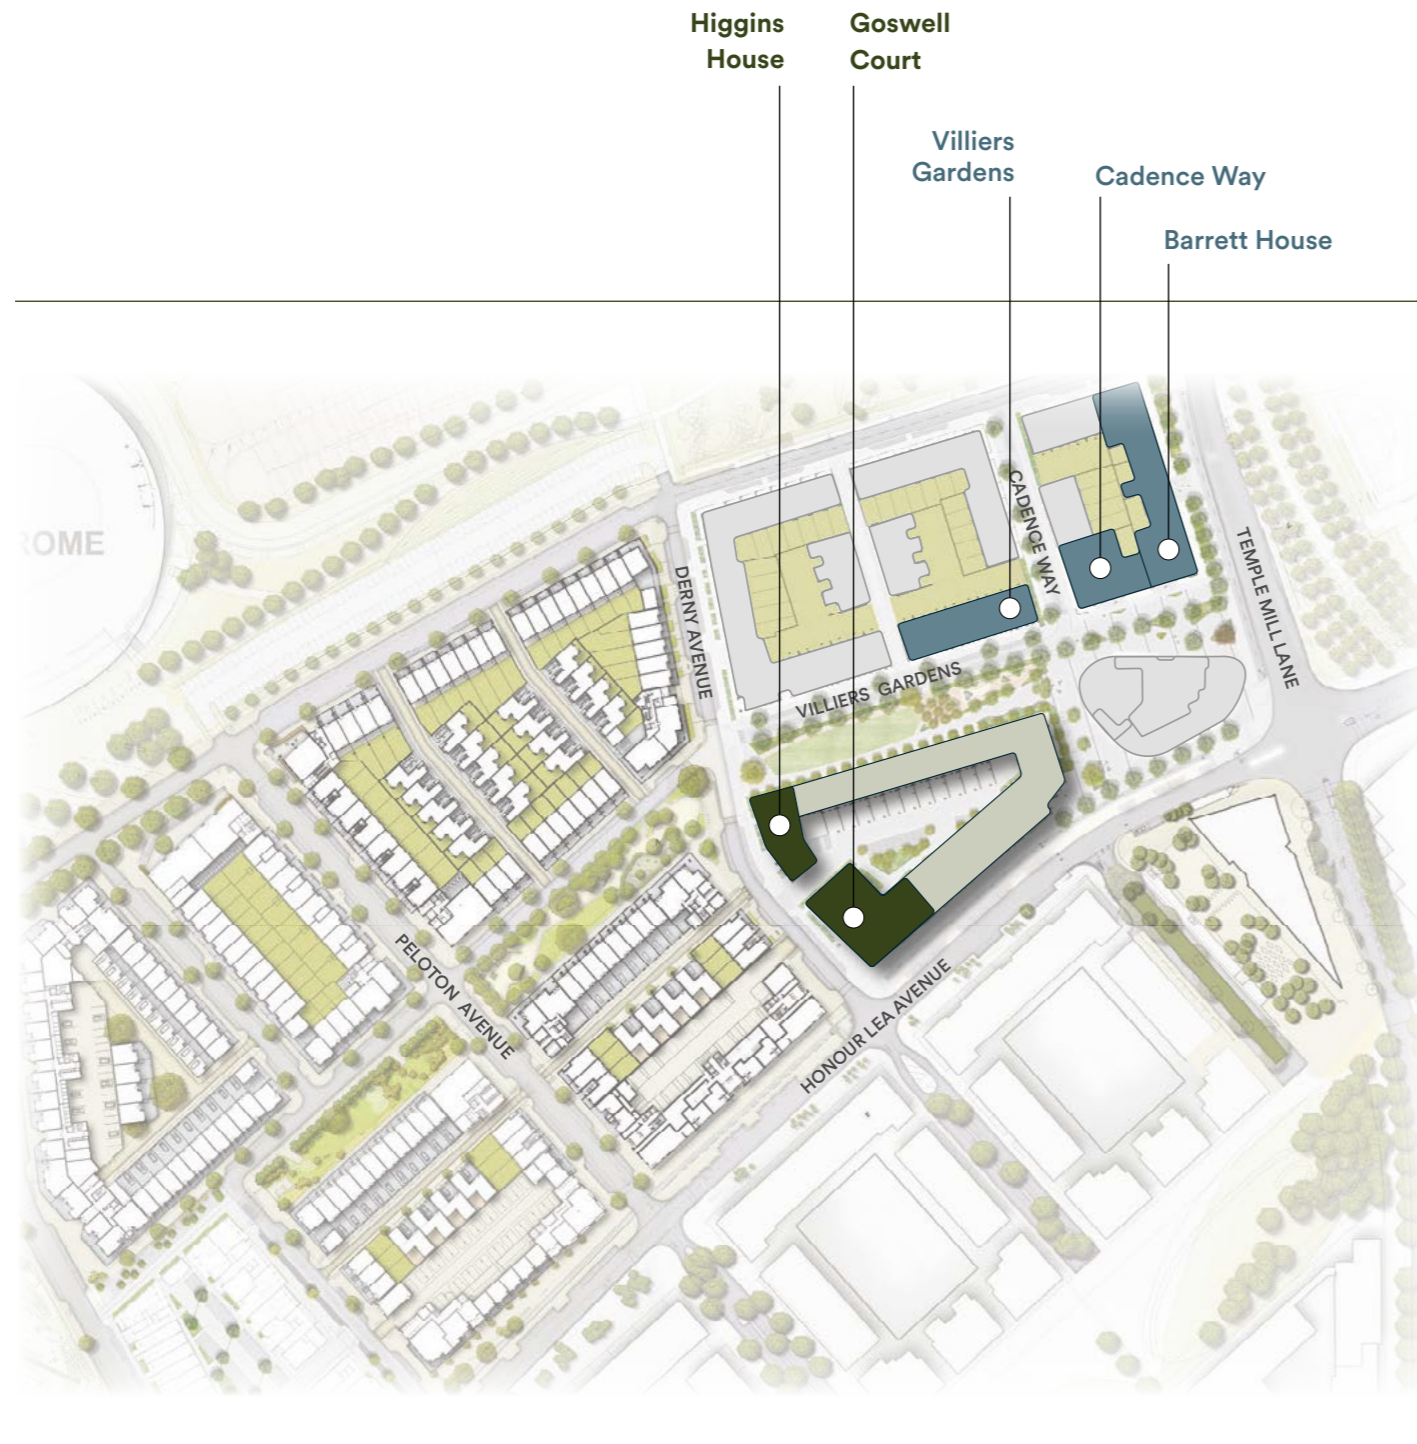 Higgins
House
Goswell
Court
Villiers
Gardens
Cadence Way
Barrett House
ROME
CADENCE WAY
TEMPLE MILL LANE
DERNY AVENUE
VILLIERS GARDENS
PELOTON AVENUE
HONOUR LEA AVENUE